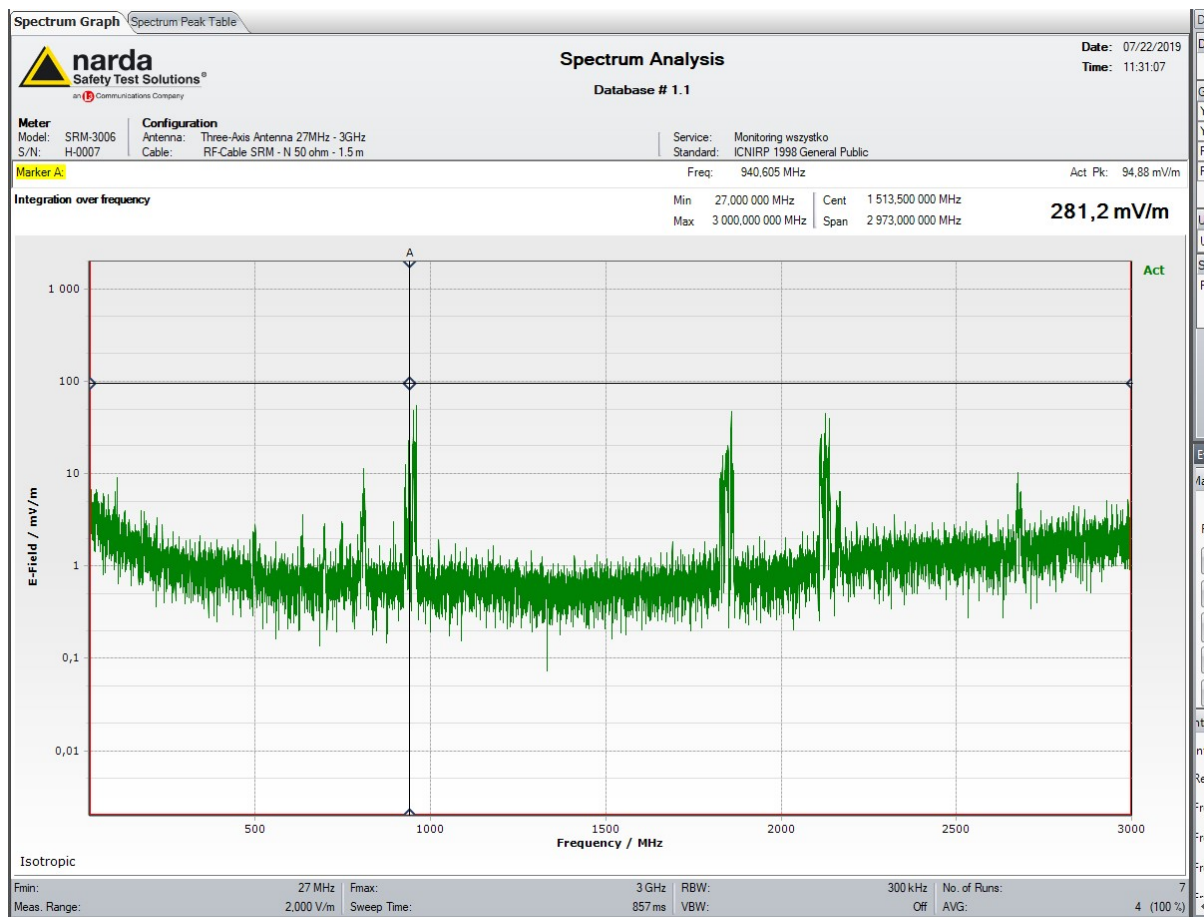 Spectrum Graph Spectrum Peak Table
narda
Safety Test Solutions®
an L3 Communications Company
Spectrum Analysis
Database # 1.1
Date: 07/22/2019
Time: 11:31:07
Meter
Model: SRM-3006
S/N: H-0007
Configuration
Antenna: Three-Axis Antenna 27MHz - 3GHz
Cable: RF-Cable SRM - N 50 ohm - 1.5 m
Service: Monitoring wszystko
Standard: ICNIRP 1998 General Public
Marker A: Freq: 940,605 MHz Act Pk: 94,88 mV/m
Integration over frequency
Min 27,000 000 MHz Cent 1 513,500 000 MHz
Max 3 000,000 000 MHz Span 2 973,000 000 MHz
281,2 mV/m
A
Act
E-Field / mV/m
1 000
100
10
1
0,1
0,01
500 1000 1500 2000 2500 3000
Frequency / MHz
Isotropic
Fmin: 27 MHz Fmax: 3 GHz RBW: 300 kHz No. of Runs: 7
Meas. Range: 2,000 V/m Sweep Time: 857 ms VBW: Off AVG: 4 (100 %)